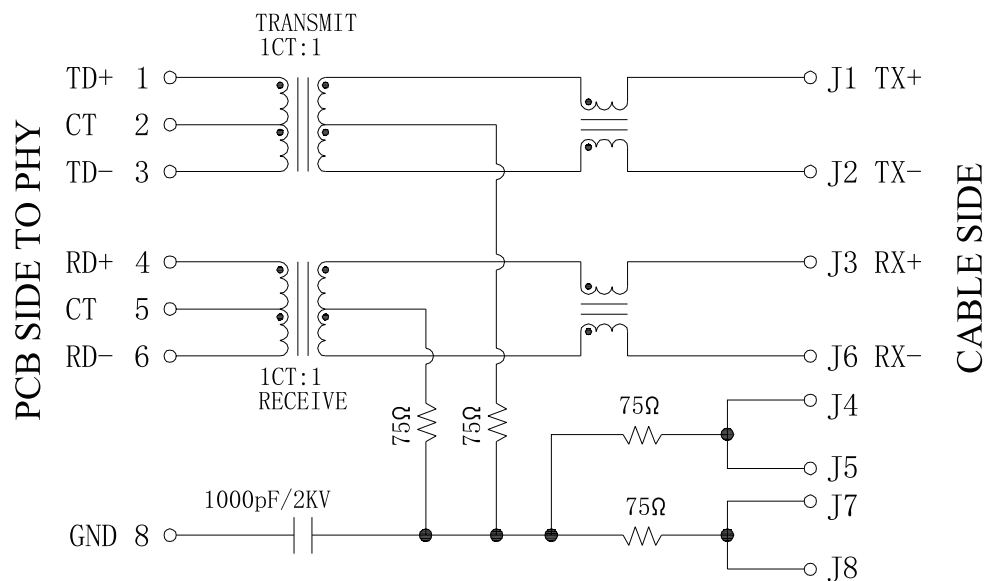 TRANSMIT
1CT:1
TD+ 1
CT 2
TD- 3
J1 TX+
J2 TX-
RD+ 4
CT 5
RD- 6
J3 RX+
J6 RX-
1CT:1
RECEIVE
PCB SIDE TO PHY
CABLE SIDE
75Ω
75Ω
75Ω
J4
J5
1000pF/2KV
GND 8
75Ω
J7
J8